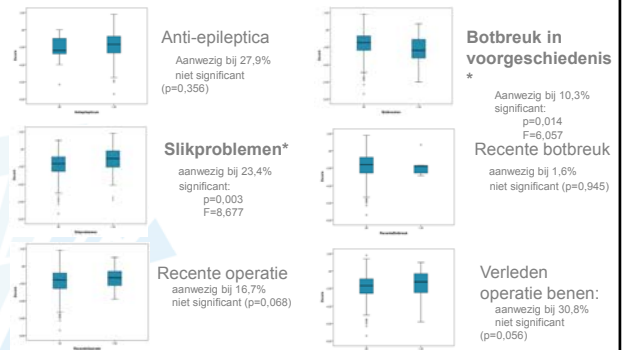 Anti-epileptica
Aanwezig bij 27,9%
niet significant
(p=0,356)
Botbreuk in
voorgeschiedenis
*
Aanwezig bij 10,3%
significant:
p=0,014
F=6,057
Slikproblemen*
aanwezig bij 23,4%
significant:
p=0,003
F=8,677
Recente botbreuk
aanwezig bij 1,6%
niet significant (p=0,945)
Recente operatie
aanwezig bij 16,7%
niet significant (p=0,068)
Verleden
operatie benen:
aanwezig bij 30,8%
niet significant
(p=0,056)